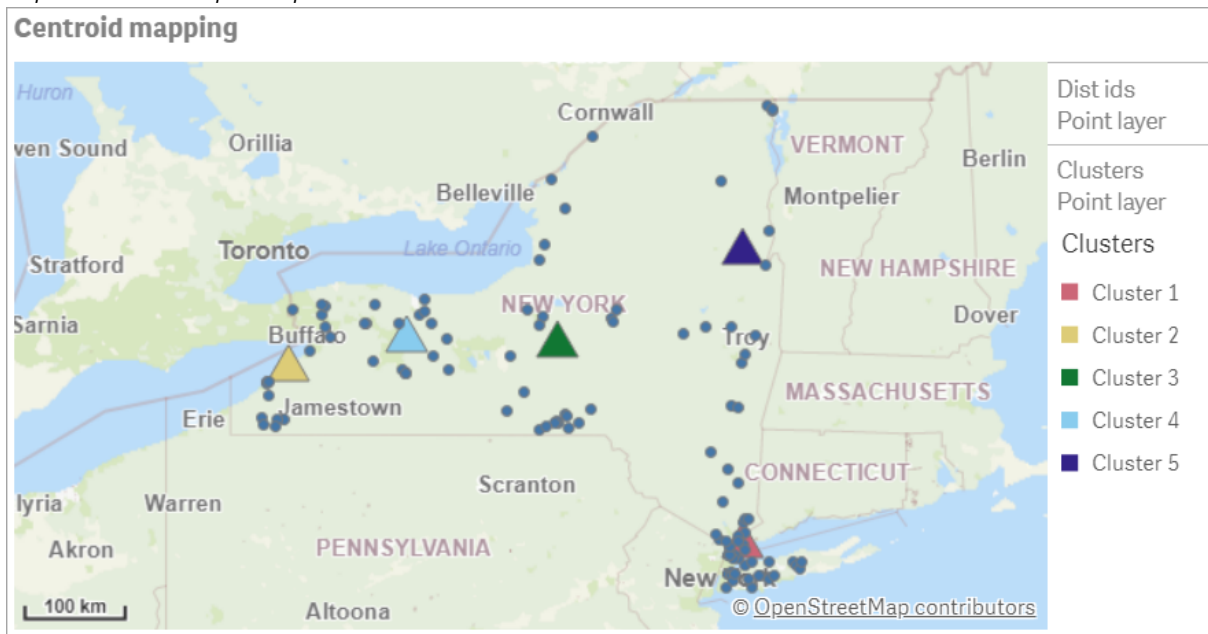 Centroid mapping
Huron
Cornwall
Dist ids
Point layer
ven Sound
Orillia
VERMONT
Berlin
Clusters
Point layer
Belleville
Montpelier
Clusters
Toronto
Lake Ontario
Stratford
NEW HAMPSHIRE
Cluster 1
NEW YORK
Sarnia
Buffalo
Troy
Dover
Cluster 2
Cluster 3
Jamestown
MASSACHUSETTS
Erie
Cluster 4
Scranton
CONNECTICUT
Cluster 5
lyria
Warren
Akron
PENNSYLVANIA
New York
100 km
Altoona
© OpenStreetMap contributors